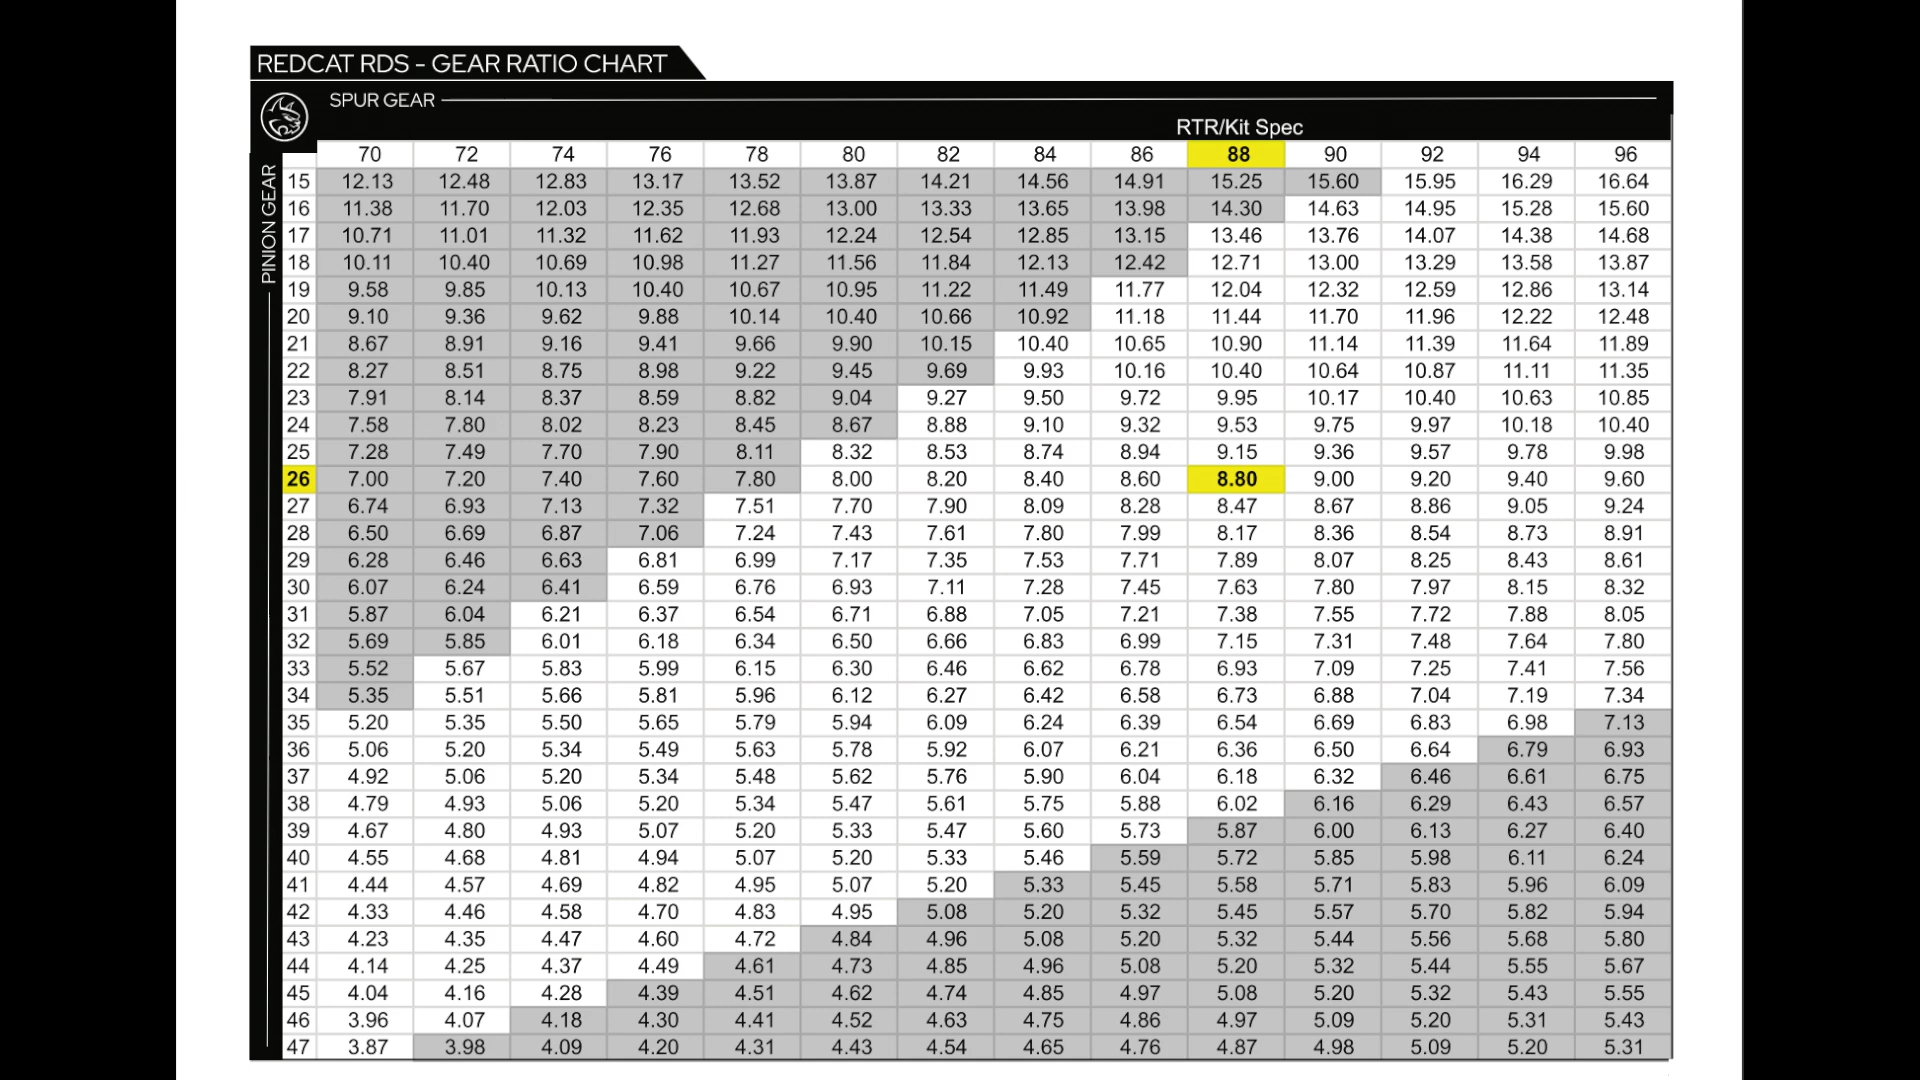 REDCAT RDS - GEAR RATIO CHART
SPUR GEAR
RTR/Kit Spec
PINION GEAR
70 72 74 76 78 80 82 84 86 88 90 92 94 96
15 12.13 12.48 12.83 13.17 13.52 13.87 14.21 14.56 14.91 15.25 15.60 15.95 16.29 16.64
16 11.38 11.70 12.03 12.35 12.68 13.00 13.33 13.65 13.98 14.30 14.63 14.95 15.28 15.60
17 10.71 11.01 11.32 11.62 11.93 12.24 12.54 12.85 13.15 13.46 13.76 14.07 14.38 14.68
18 10.11 10.40 10.69 10.98 11.27 11.56 11.84 12.13 12.42 12.71 13.00 13.29 13.58 13.87
19 9.58 9.85 10.13 10.40 10.67 10.95 11.22 11.49 11.77 12.04 12.32 12.59 12.86 13.14
20 9.10 9.36 9.62 9.88 10.14 10.40 10.66 10.92 11.18 11.44 11.70 11.96 12.22 12.48
21 8.67 8.91 9.16 9.41 9.66 9.90 10.15 10.40 10.65 10.90 11.14 11.39 11.64 11.89
22 8.27 8.51 8.75 8.98 9.22 9.45 9.69 9.93 10.16 10.40 10.64 10.87 11.11 11.35
23 7.91 8.14 8.37 8.59 8.82 9.04 9.27 9.50 9.72 9.95 10.17 10.40 10.63 10.85
24 7.58 7.80 8.02 8.23 8.45 8.67 8.88 9.10 9.32 9.53 9.75 9.97 10.18 10.40
25 7.28 7.49 7.70 7.90 8.11 8.32 8.53 8.74 8.94 9.15 9.36 9.57 9.78 9.98
26 7.00 7.20 7.40 7.60 7.80 8.00 8.20 8.40 8.60 8.80 9.00 9.20 9.40 9.60
27 6.74 6.93 7.13 7.32 7.51 7.70 7.90 8.09 8.28 8.47 8.67 8.86 9.05 9.24
28 6.50 6.69 6.87 7.06 7.24 7.43 7.61 7.80 7.99 8.17 8.36 8.54 8.73 8.91
29 6.28 6.46 6.63 6.81 6.99 7.17 7.35 7.53 7.71 7.89 8.07 8.25 8.43 8.61
30 6.07 6.24 6.41 6.59 6.76 6.93 7.11 7.28 7.45 7.63 7.80 7.97 8.15 8.32
31 5.87 6.04 6.21 6.37 6.54 6.71 6.88 7.05 7.21 7.38 7.55 7.72 7.88 8.05
32 5.69 5.85 6.01 6.18 6.34 6.50 6.66 6.83 6.99 7.15 7.31 7.48 7.64 7.80
33 5.52 5.67 5.83 5.99 6.15 6.30 6.46 6.62 6.78 6.93 7.09 7.25 7.41 7.56
34 5.35 5.51 5.66 5.81 5.96 6.12 6.27 6.42 6.58 6.73 6.88 7.04 7.19 7.34
35 5.20 5.35 5.50 5.65 5.79 5.94 6.09 6.24 6.39 6.54 6.69 6.83 6.98 7.13
36 5.06 5.20 5.34 5.49 5.63 5.78 5.92 6.07 6.21 6.36 6.50 6.64 6.79 6.93
37 4.92 5.06 5.20 5.34 5.48 5.62 5.76 5.90 6.04 6.18 6.32 6.46 6.61 6.75
38 4.79 4.93 5.06 5.20 5.34 5.47 5.61 5.75 5.88 6.02 6.16 6.29 6.43 6.57
39 4.67 4.80 4.93 5.07 5.20 5.33 5.47 5.60 5.73 5.87 6.00 6.13 6.27 6.40
40 4.55 4.68 4.81 4.94 5.07 5.20 5.33 5.46 5.59 5.72 5.85 5.98 6.11 6.24
41 4.44 4.57 4.69 4.82 4.95 5.07 5.20 5.33 5.45 5.58 5.71 5.83 5.96 6.09
42 4.33 4.46 4.58 4.70 4.83 4.95 5.08 5.20 5.32 5.45 5.57 5.70 5.82 5.94
43 4.23 4.35 4.47 4.60 4.72 4.84 4.96 5.08 5.20 5.32 5.44 5.56 5.68 5.80
44 4.14 4.25 4.37 4.49 4.61 4.73 4.85 4.96 5.08 5.20 5.32 5.44 5.55 5.67
45 4.04 4.16 4.28 4.39 4.51 4.62 4.74 4.85 4.97 5.08 5.20 5.32 5.43 5.55
46 3.96 4.07 4.18 4.30 4.41 4.52 4.63 4.75 4.86 4.97 5.09 5.20 5.31 5.43
47 3.87 3.98 4.09 4.20 4.31 4.43 4.54 4.65 4.76 4.87 4.98 5.09 5.20 5.31